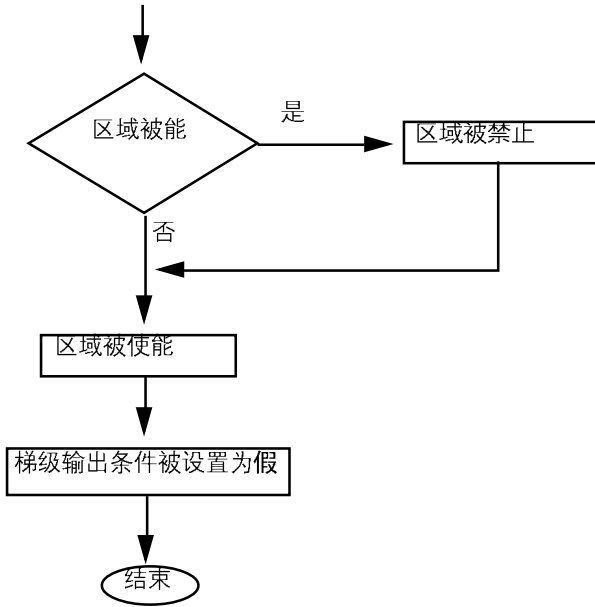 区域被能
是
区域被禁止
否
区域被使能
梯级输出条件被设置为假
结束